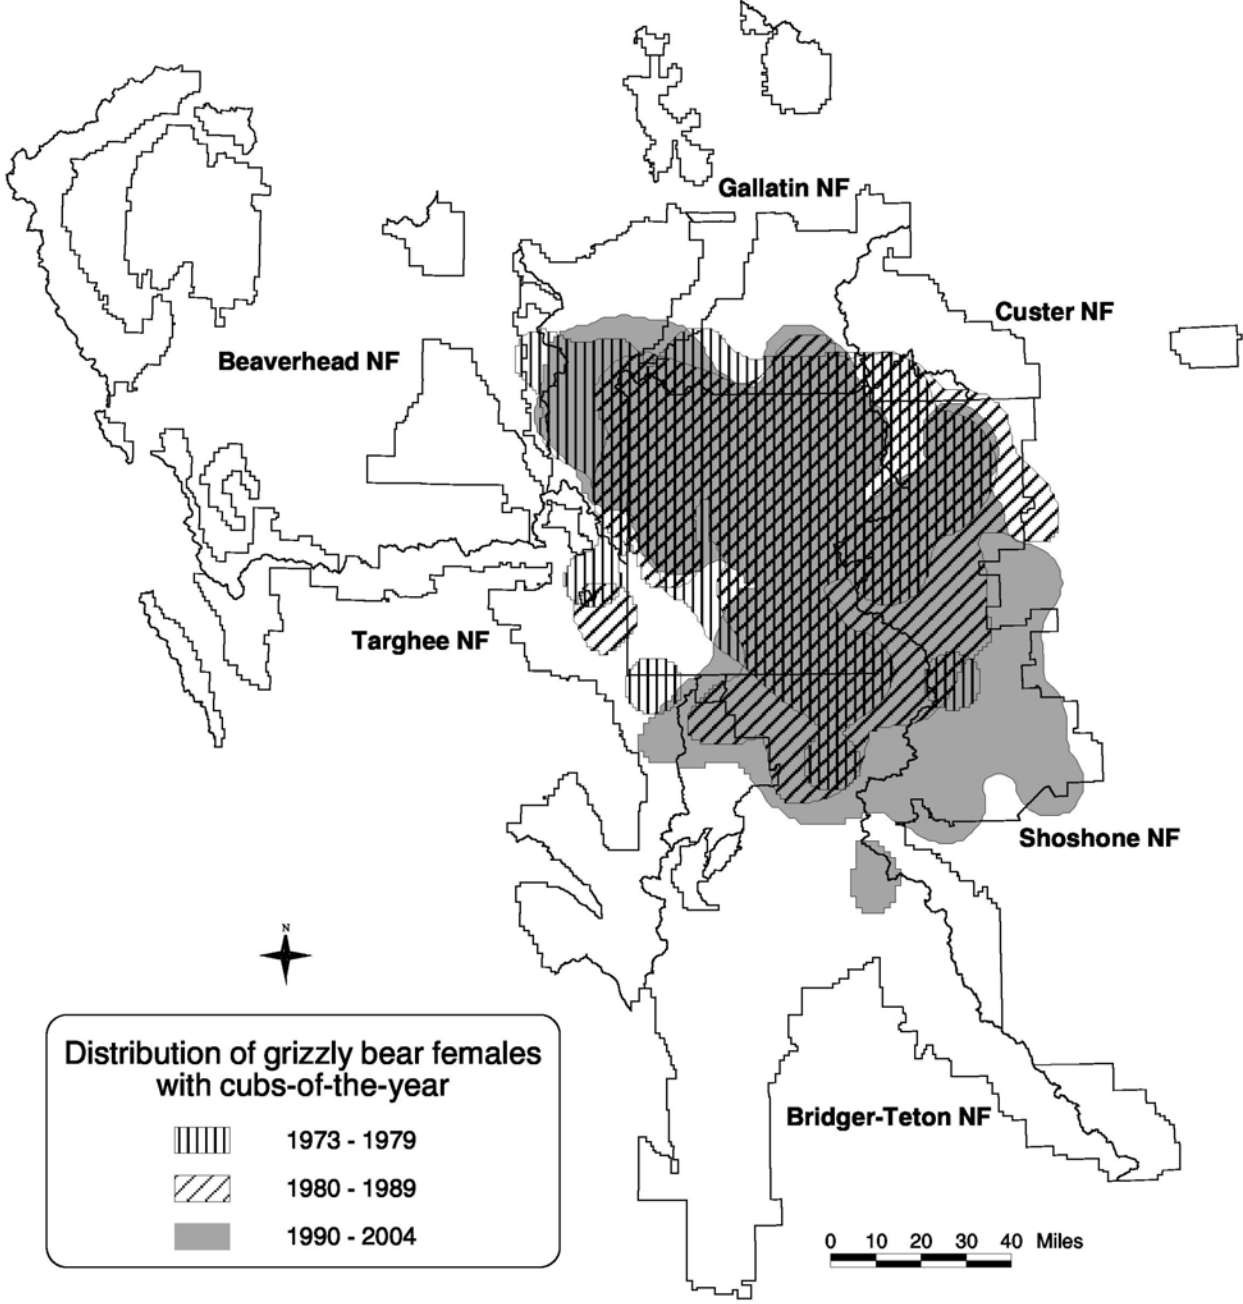 Gallatin NF
Custer NF
Beaverhead NF
Targhee NF
Shoshone NF
N
Distribution of grizzly bear females
with cubs-of-the-year
1973 - 1979
1980 - 1989
1990 - 2004
Bridger-Teton NF
0 10 20 30 40 Miles